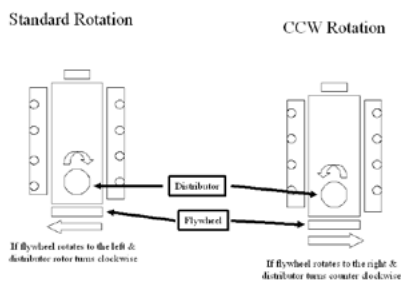 Standard Rotation
CCW Rotation
Distributor
Flywheel
If flywheel rotates to the left &
distributor rotor turns clockwise
If flywheel rotates to the right &
distributor turns counter clockwise